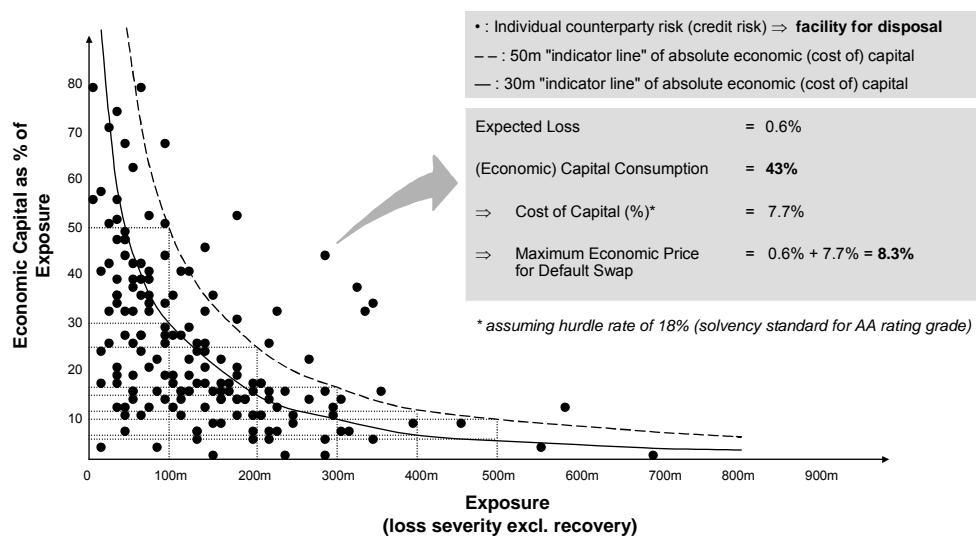 • : Individual counterparty risk (credit risk) ⇒ facility for disposal
– – : 50m "indicator line" of absolute economic (cost of) capital
— : 30m "indicator line" of absolute economic (cost of) capital
Expected Loss = 0.6%
(Economic) Capital Consumption = 43%
⇒ Cost of Capital (%)* = 7.7%
⇒ Maximum Economic Price = 0.6% + 7.7% = 8.3%
for Default Swap
* assuming hurdle rate of 18% (solvency standard for AA rating grade)
Economic Capital as % of
Exposure
80
70
60
50
40
30
20
10
0 100m 200m 300m 400m 500m 600m 700m 800m 900m
Exposure
(loss severity excl. recovery)